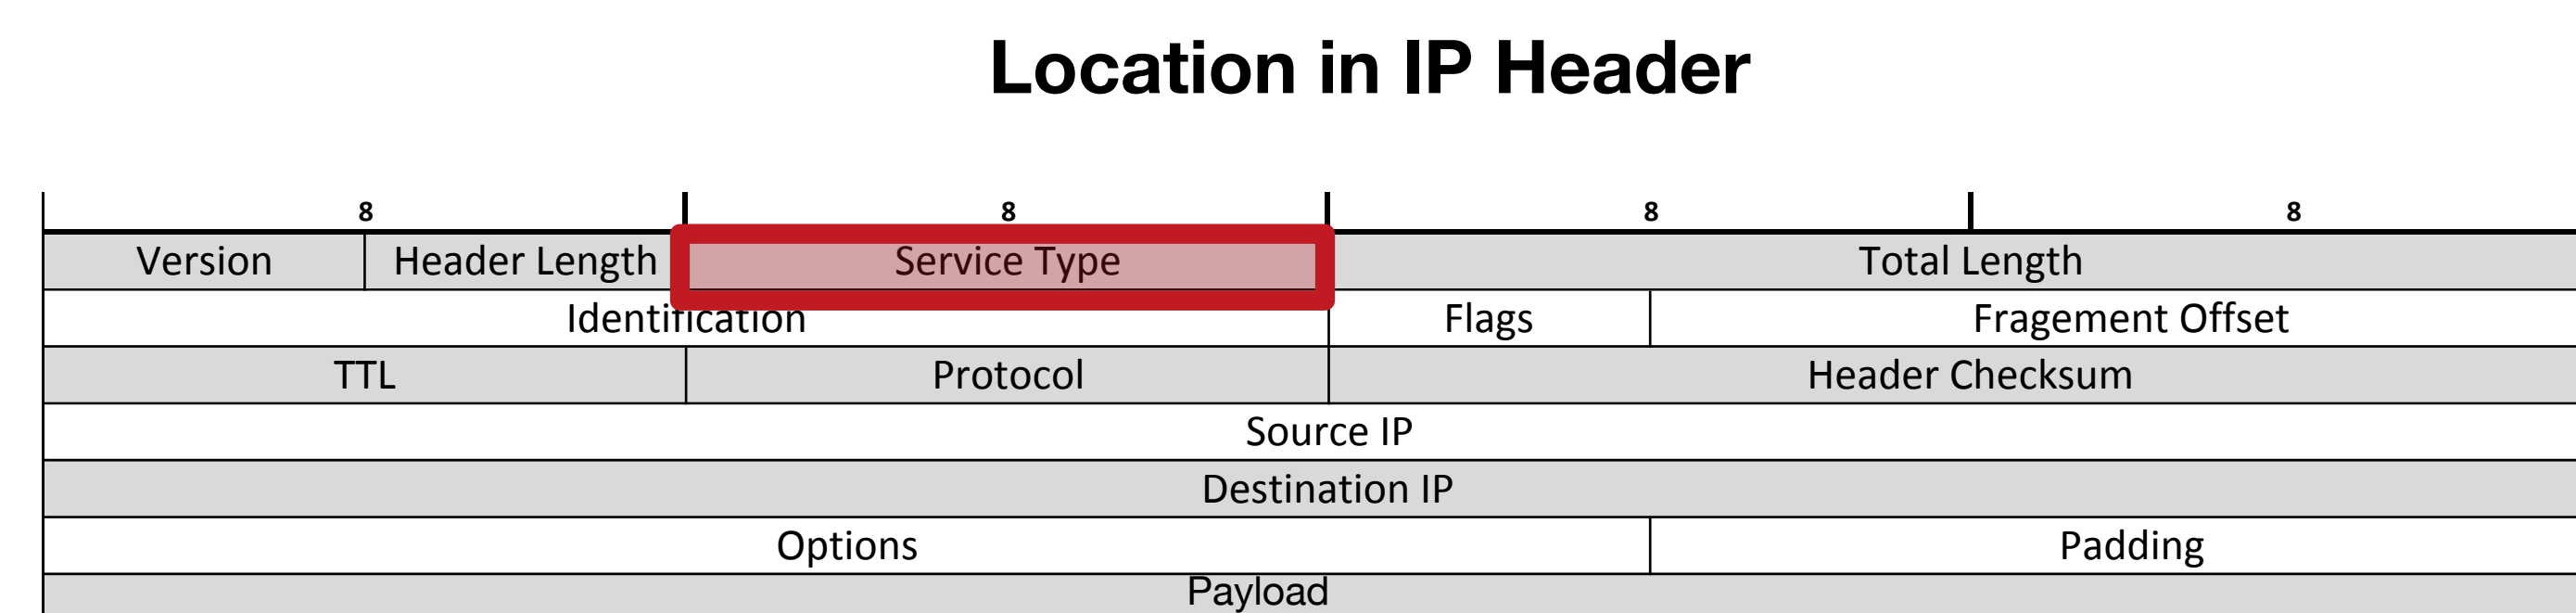 Location in IP Header
8 8 8 8
Version Header Length Service Type Total Length
Identification Flags Fragement Offset
TTL Protocol Header Checksum
Source IP
Destination IP
Options Padding
Payload